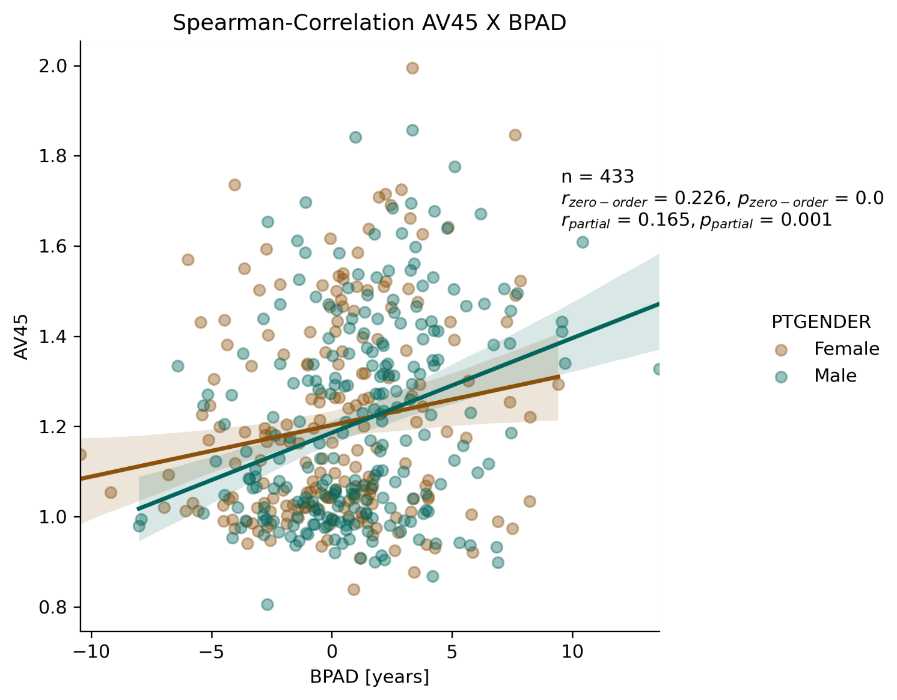 Spearman-Correlation AV45 X BPAD
2.0
1.8
1.6
1.4
1.2
1.0
0.8
AV45
n = 433
r_zero−order = 0.226, p_zero−order = 0.0
r_partial = 0.165, p_partial = 0.001
PTGENDER
Female
Male
−10 −5 0 5 10
BPAD [years]